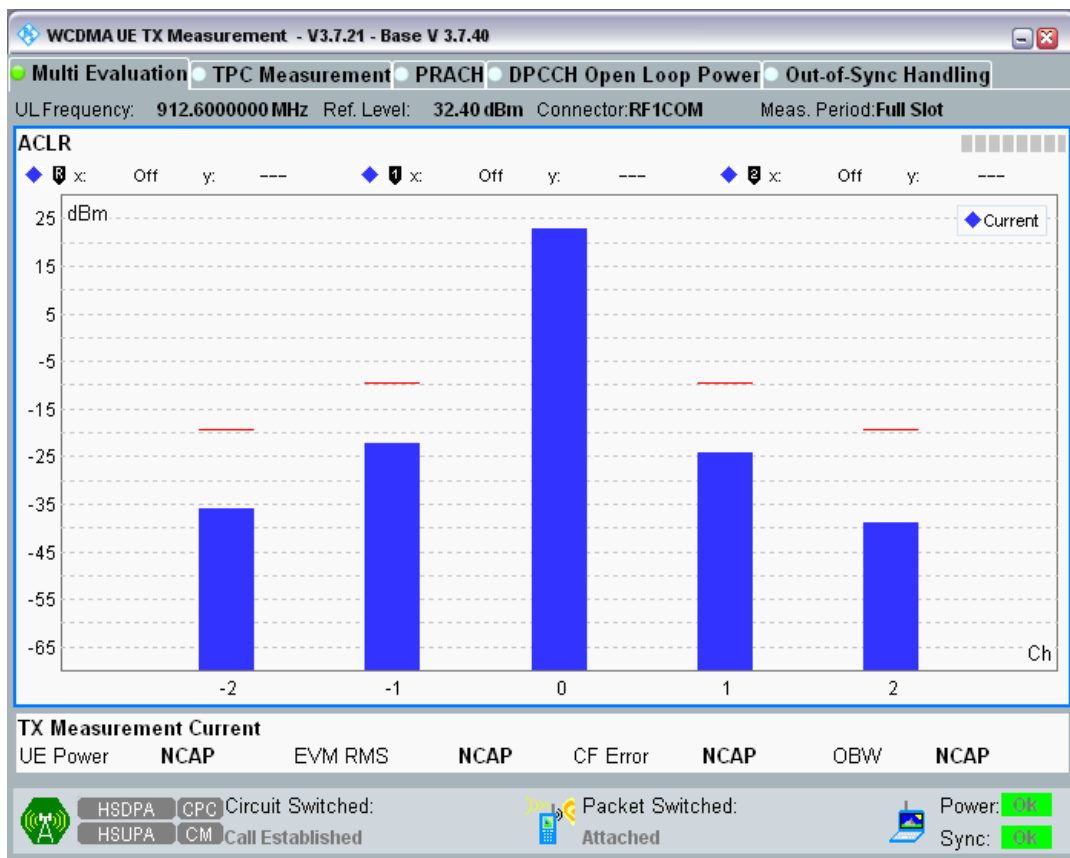 WCDMA UE TX Measurement - V3.7.21 - Base V 3.7.40
Multi Evaluation TPC Measurement PRACH DPCCH Open Loop Power Out-of-Sync Handling
UL Frequency: 912.6000000 MHz Ref. Level: 32.40 dBm Connector:RF1COM Meas. Period:Full Slot
ACLR
R x: Off y: --- 1 x: Off y: --- 2 x: Off y: ---
dBm
Current
25
15
5
-5
-15
-25
-35
-45
-55
-65
Ch
-2 -1 0 1 2
TX Measurement Current
UE Power NCAP EVM RMS NCAP CF Error NCAP OBW NCAP
HSDPA CPC Circuit Switched: Packet Switched: Power: Ok
HSUPA CM Call Established Attached Sync: Ok